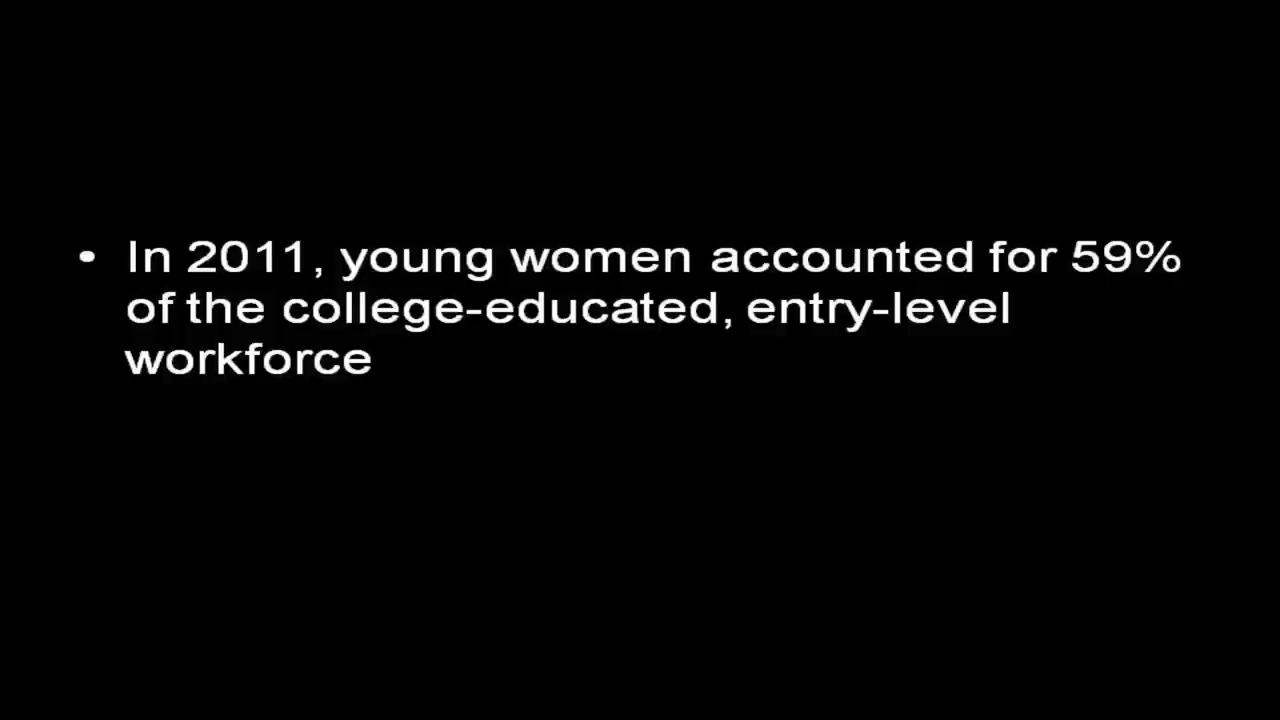 • In 2011, young women accounted for 59%
of the college-educated, entry-level
workforce